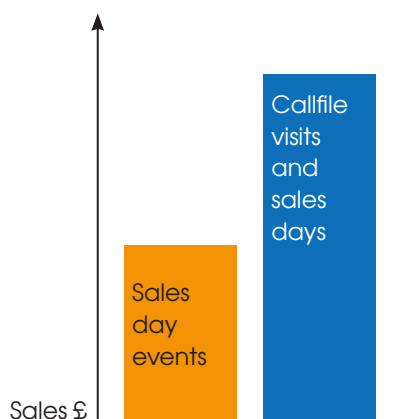 Callfile
visits
and
sales
days
Sales
day
events
Sales £